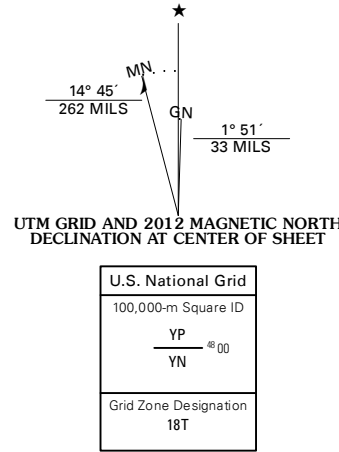 ★
MN
14° 45´
262 MILS
GN
1° 51´
33 MILS
UTM GRID AND 2012 MAGNETIC NORTH
DECLINATION AT CENTER OF SHEET
U.S. National Grid
100,000-m Square ID
YP
48 00
YN
Grid Zone Designation
18T